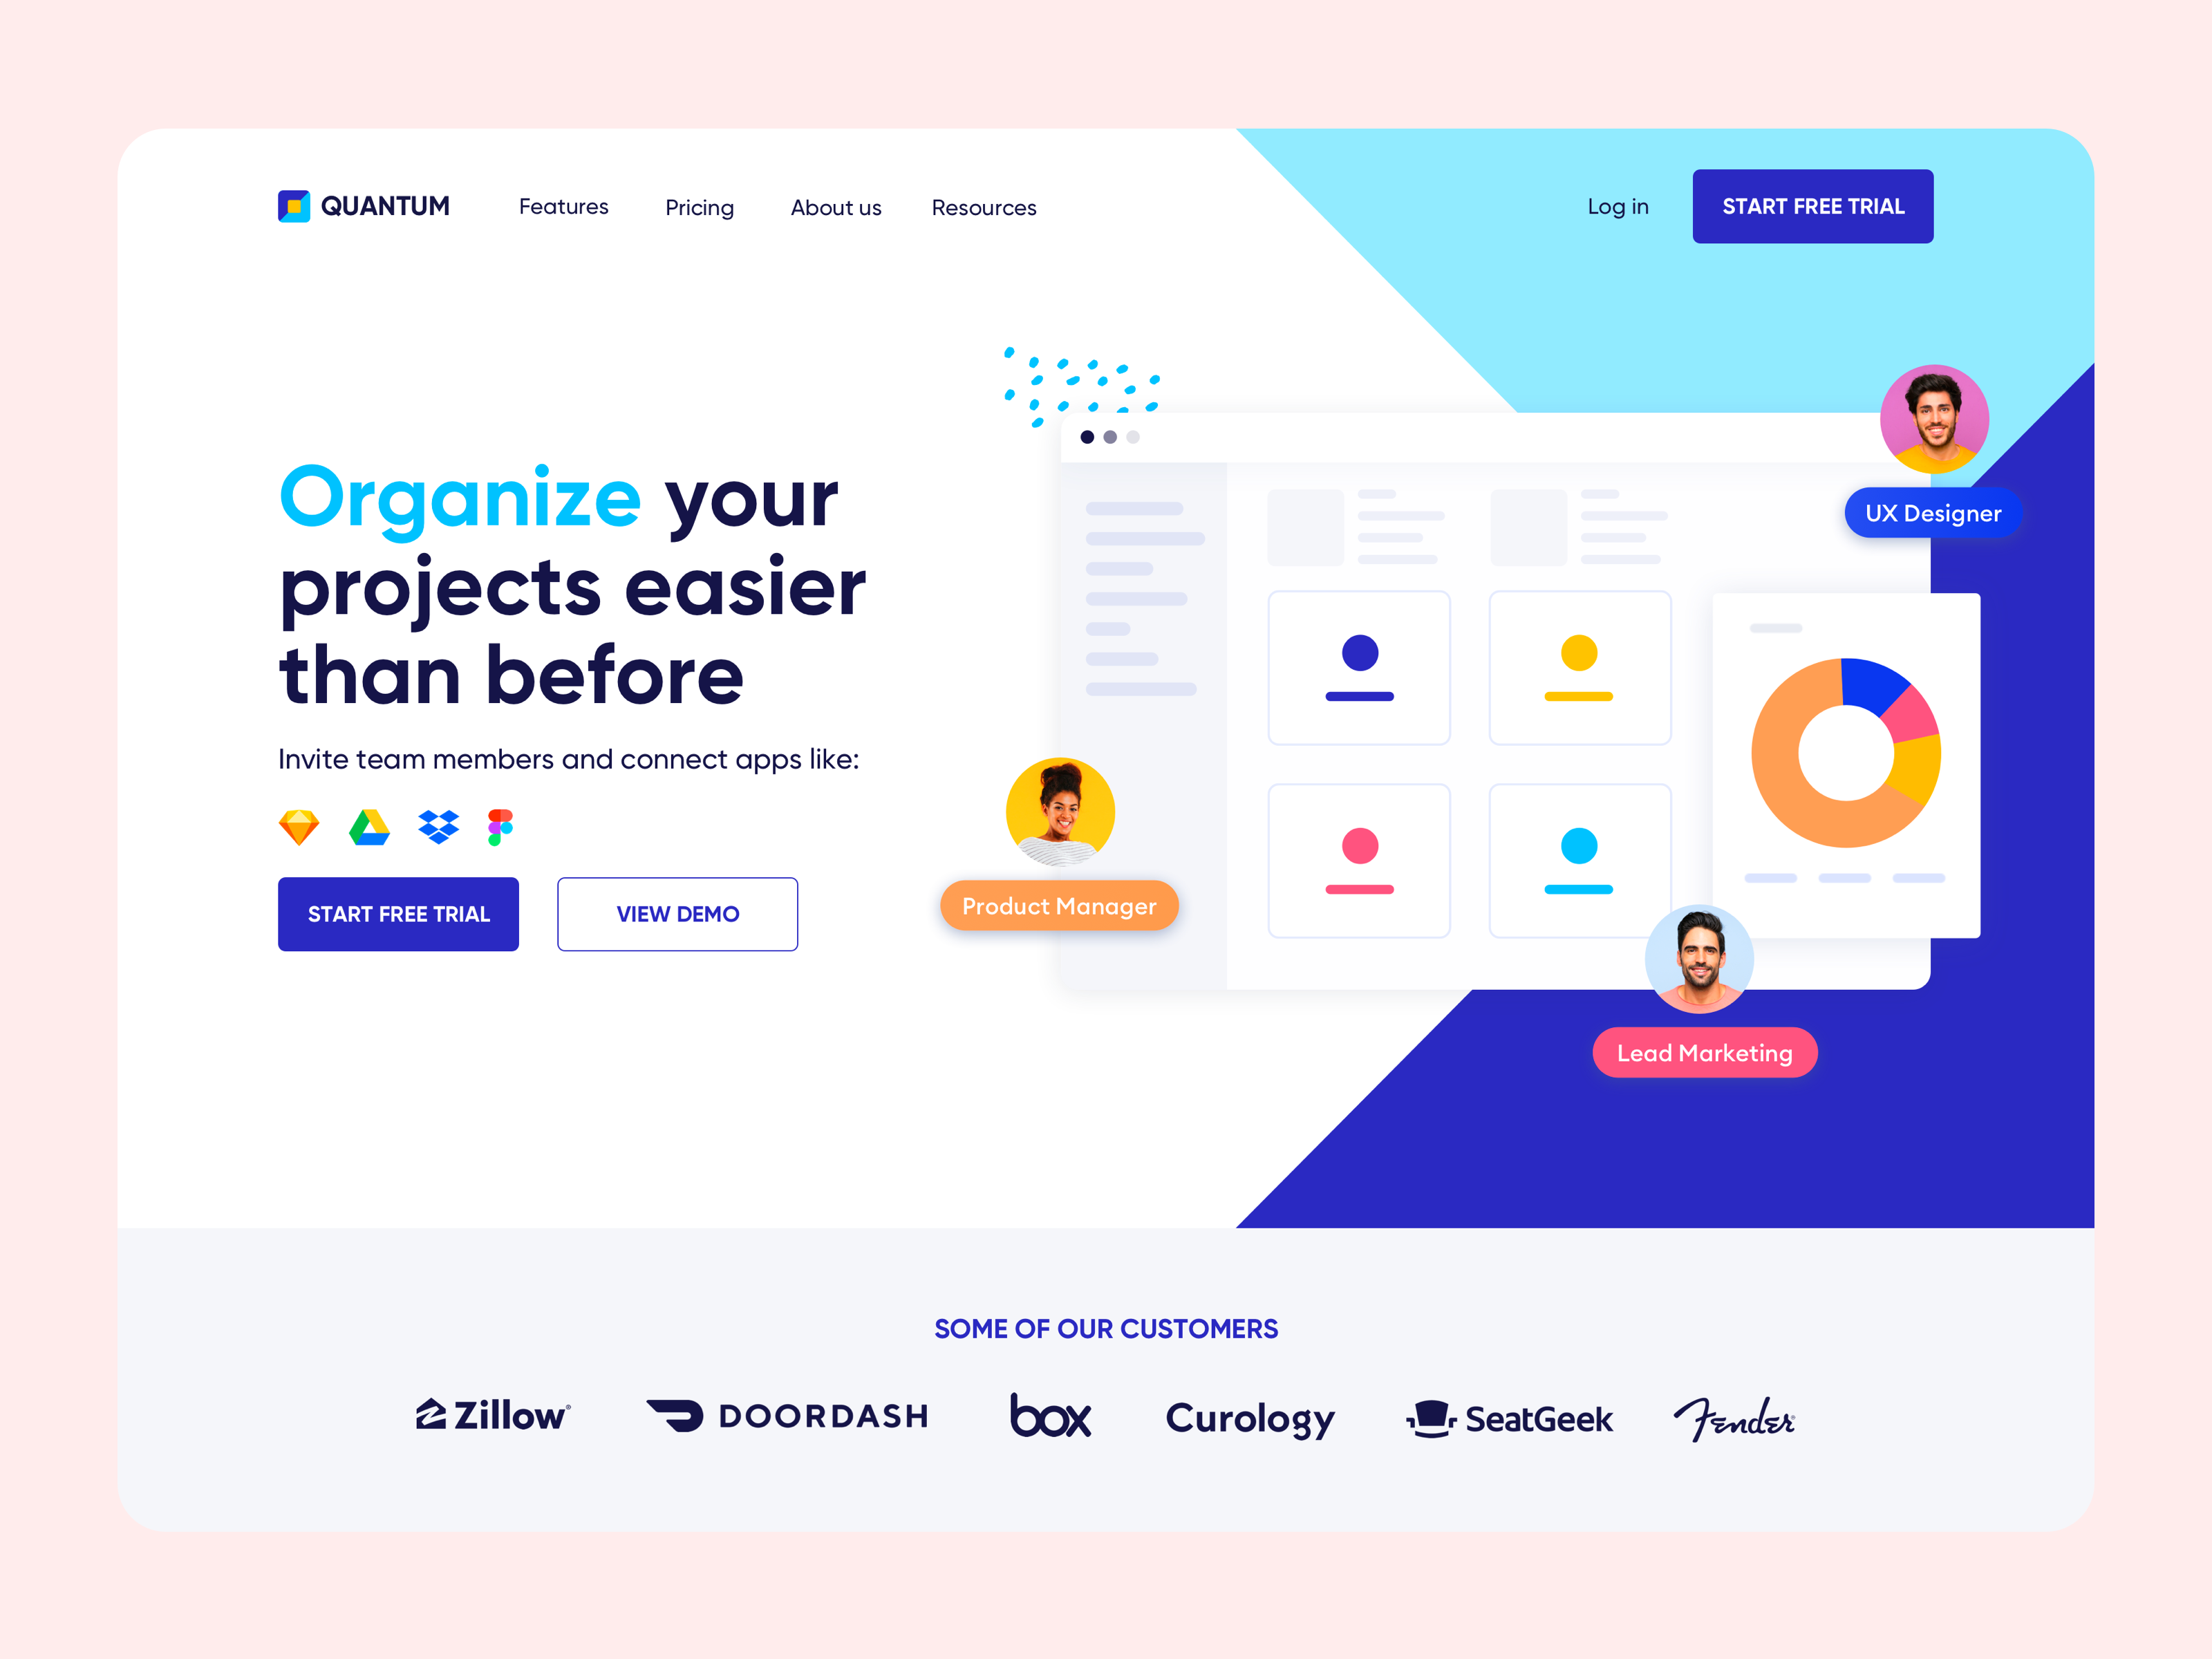 QUANTUM
Features
Pricing
About us
Resources
Log in
START FREE TRIAL
Organize your
projects easier
than before
Invite team members and connect apps like:
START FREE TRIAL
VIEW DEMO
UX Designer
Product Manager
Lead Marketing
SOME OF OUR CUSTOMERS
Zillow®
DOORDASH
box
Curology
SeatGeek
Fender®